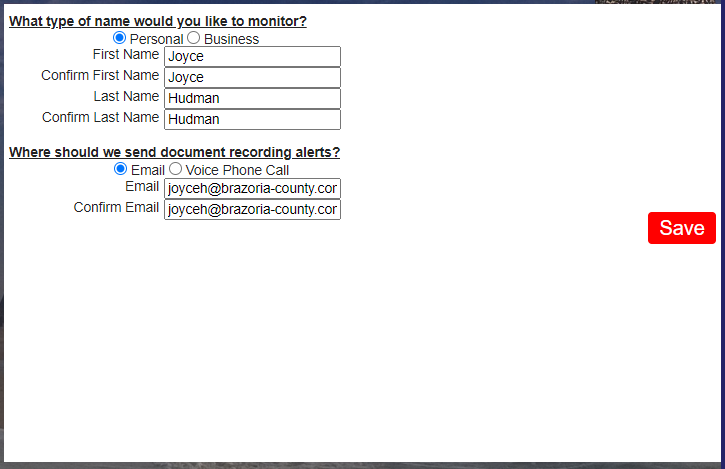 What type of name would you like to monitor?
Personal Business
First Name Joyce
Confirm First Name Joyce
Last Name Hudman
Confirm Last Name Hudman
Where should we send document recording alerts?
Email Voice Phone Call
Email joyceh@brazoria-county.cor
Confirm Email joyceh@brazoria-county.cor
Save